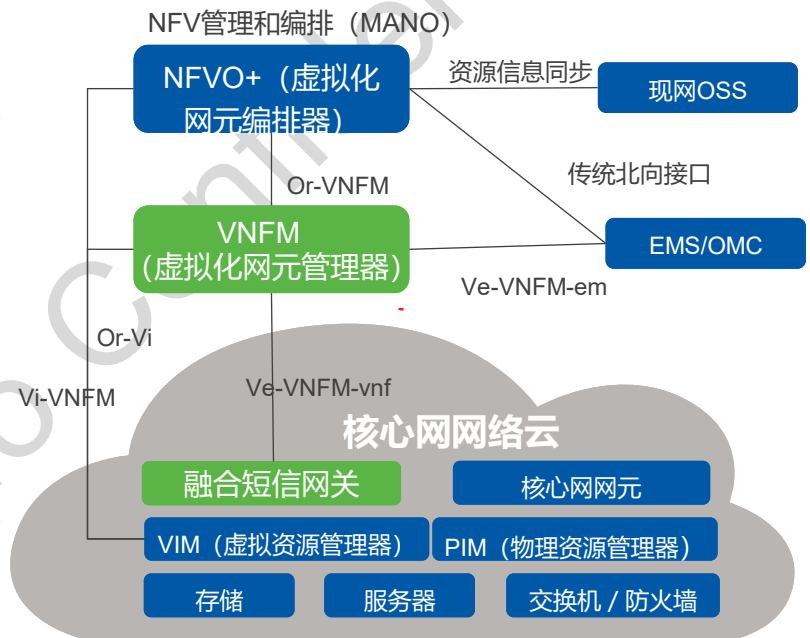 NFV管理和编排（MANO）
NFVO+（虚拟化
网元编排器）
资源信息同步
现网OSS
传统北向接口
Or-VNFM
VNFM
（虚拟化网元管理器）
EMS/OMC
Ve-VNFM-em
Or-Vi
Vi-VNFM
Ve-VNFM-vnf
核心网网络云
融合短信网关
核心网网元
VIM（虚拟资源管理器）
PIM（物理资源管理器）
存储
服务器
交换机 / 防火墙